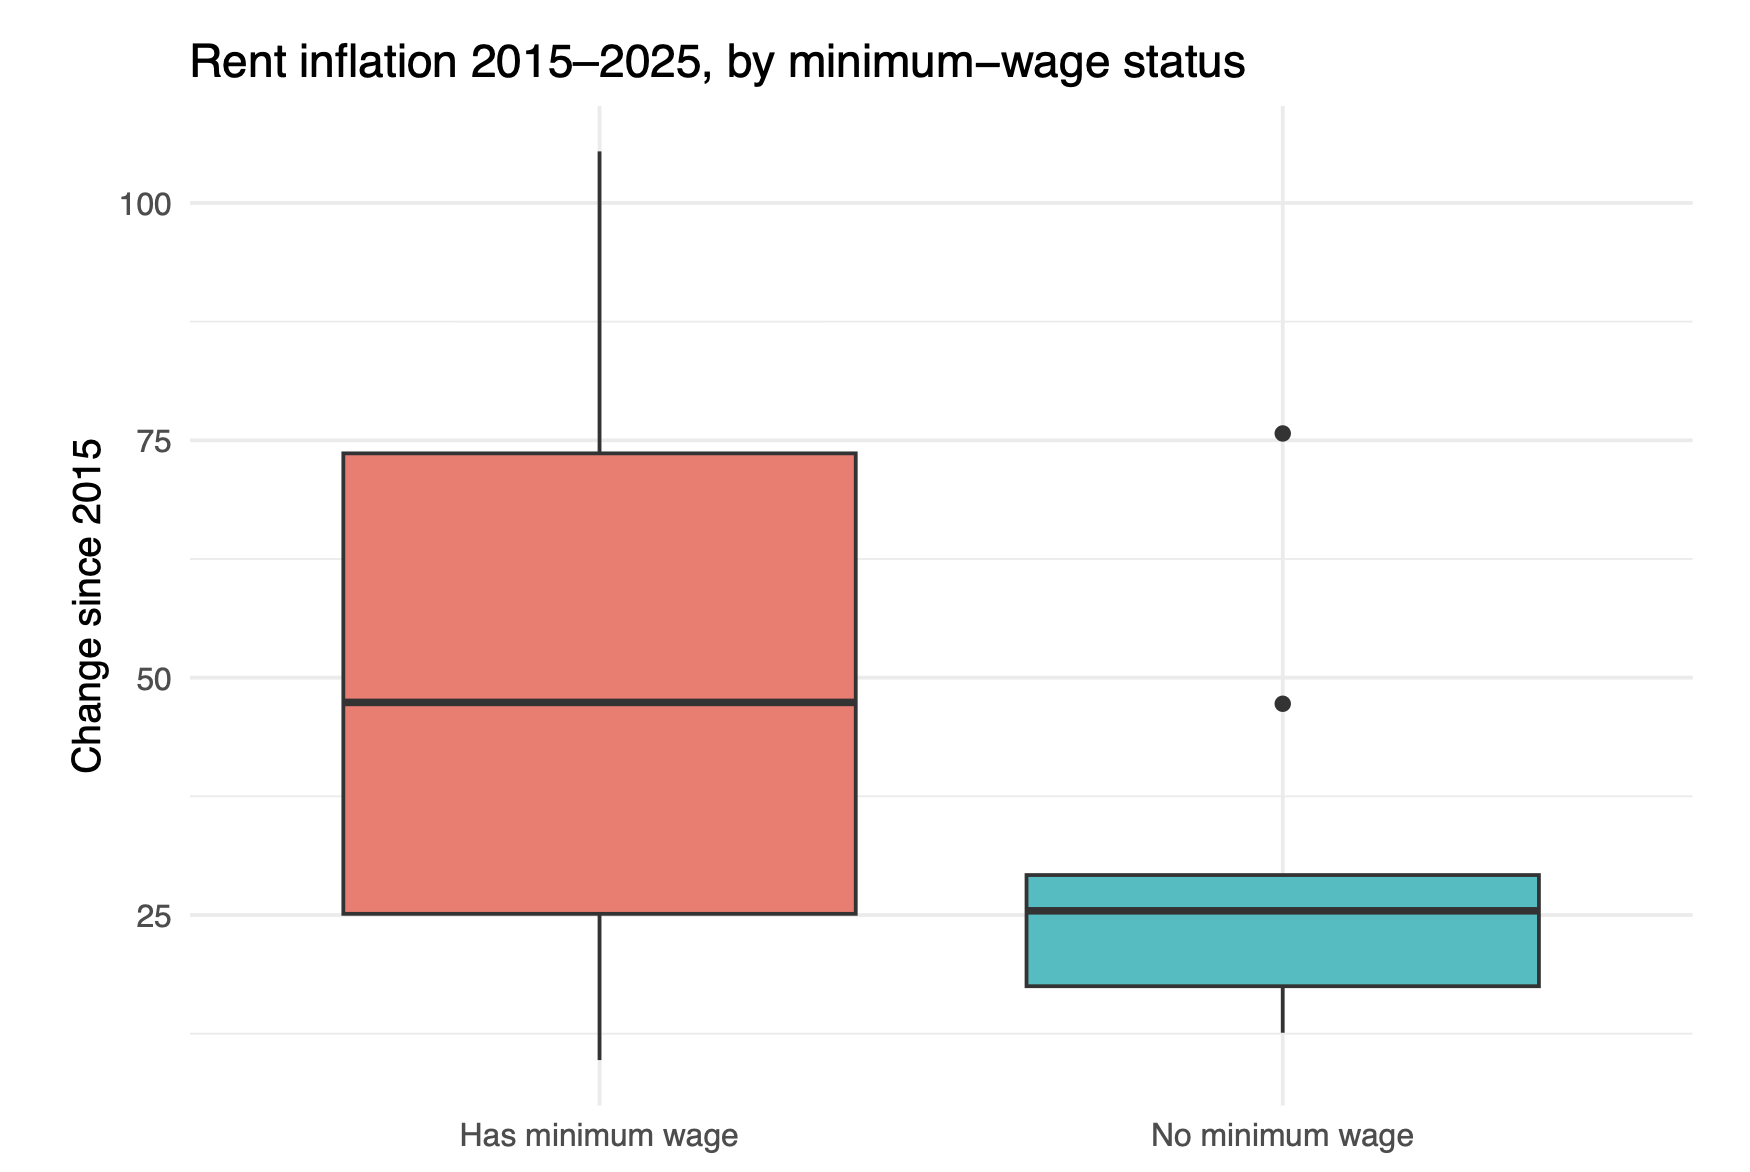 Rent inflation 2015–2025, by minimum–wage status
Change since 2015
100
75
50
25
Has minimum wage
No minimum wage